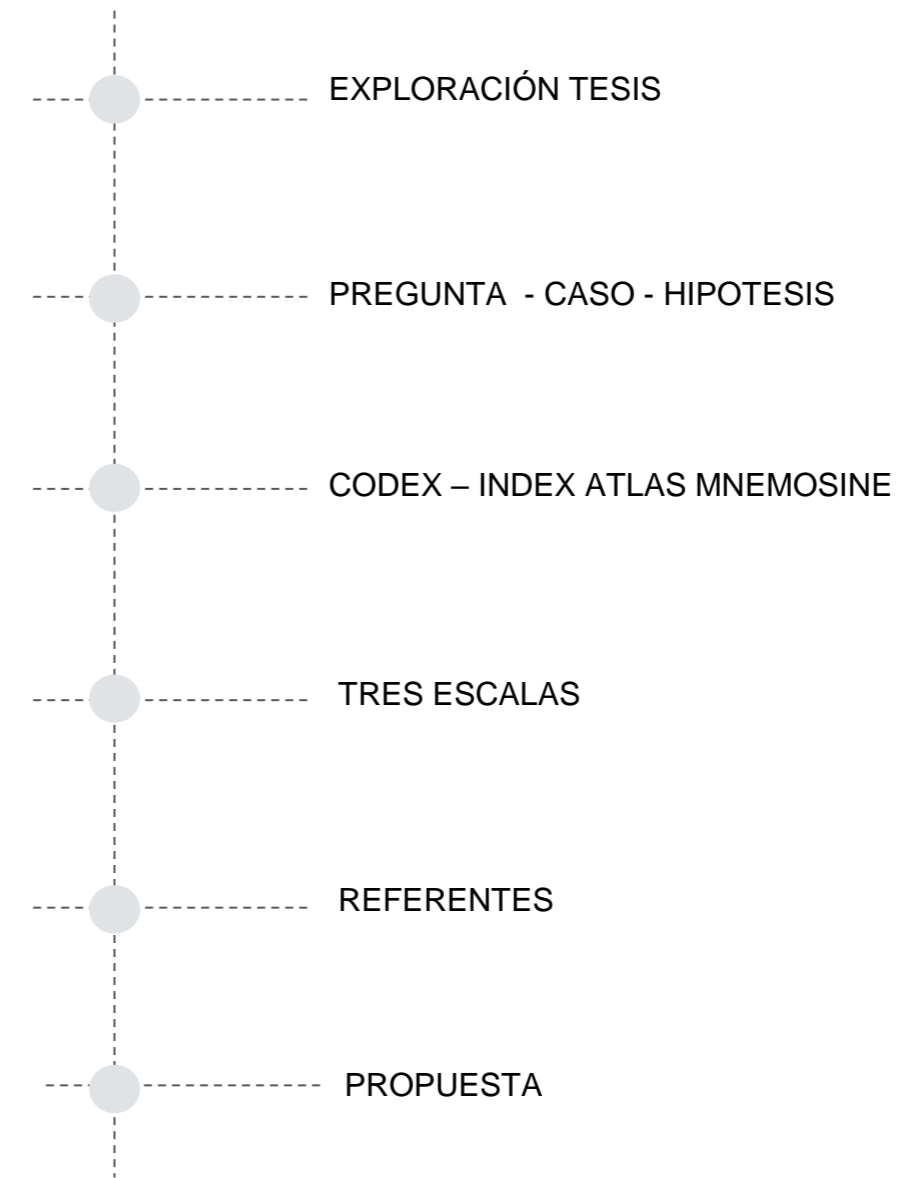 EXPLORACIÓN TESIS
PREGUNTA - CASO - HIPOTESIS
CODEX – INDEX ATLAS MNEMOSINE
TRES ESCALAS
REFERENTES
PROPUESTA